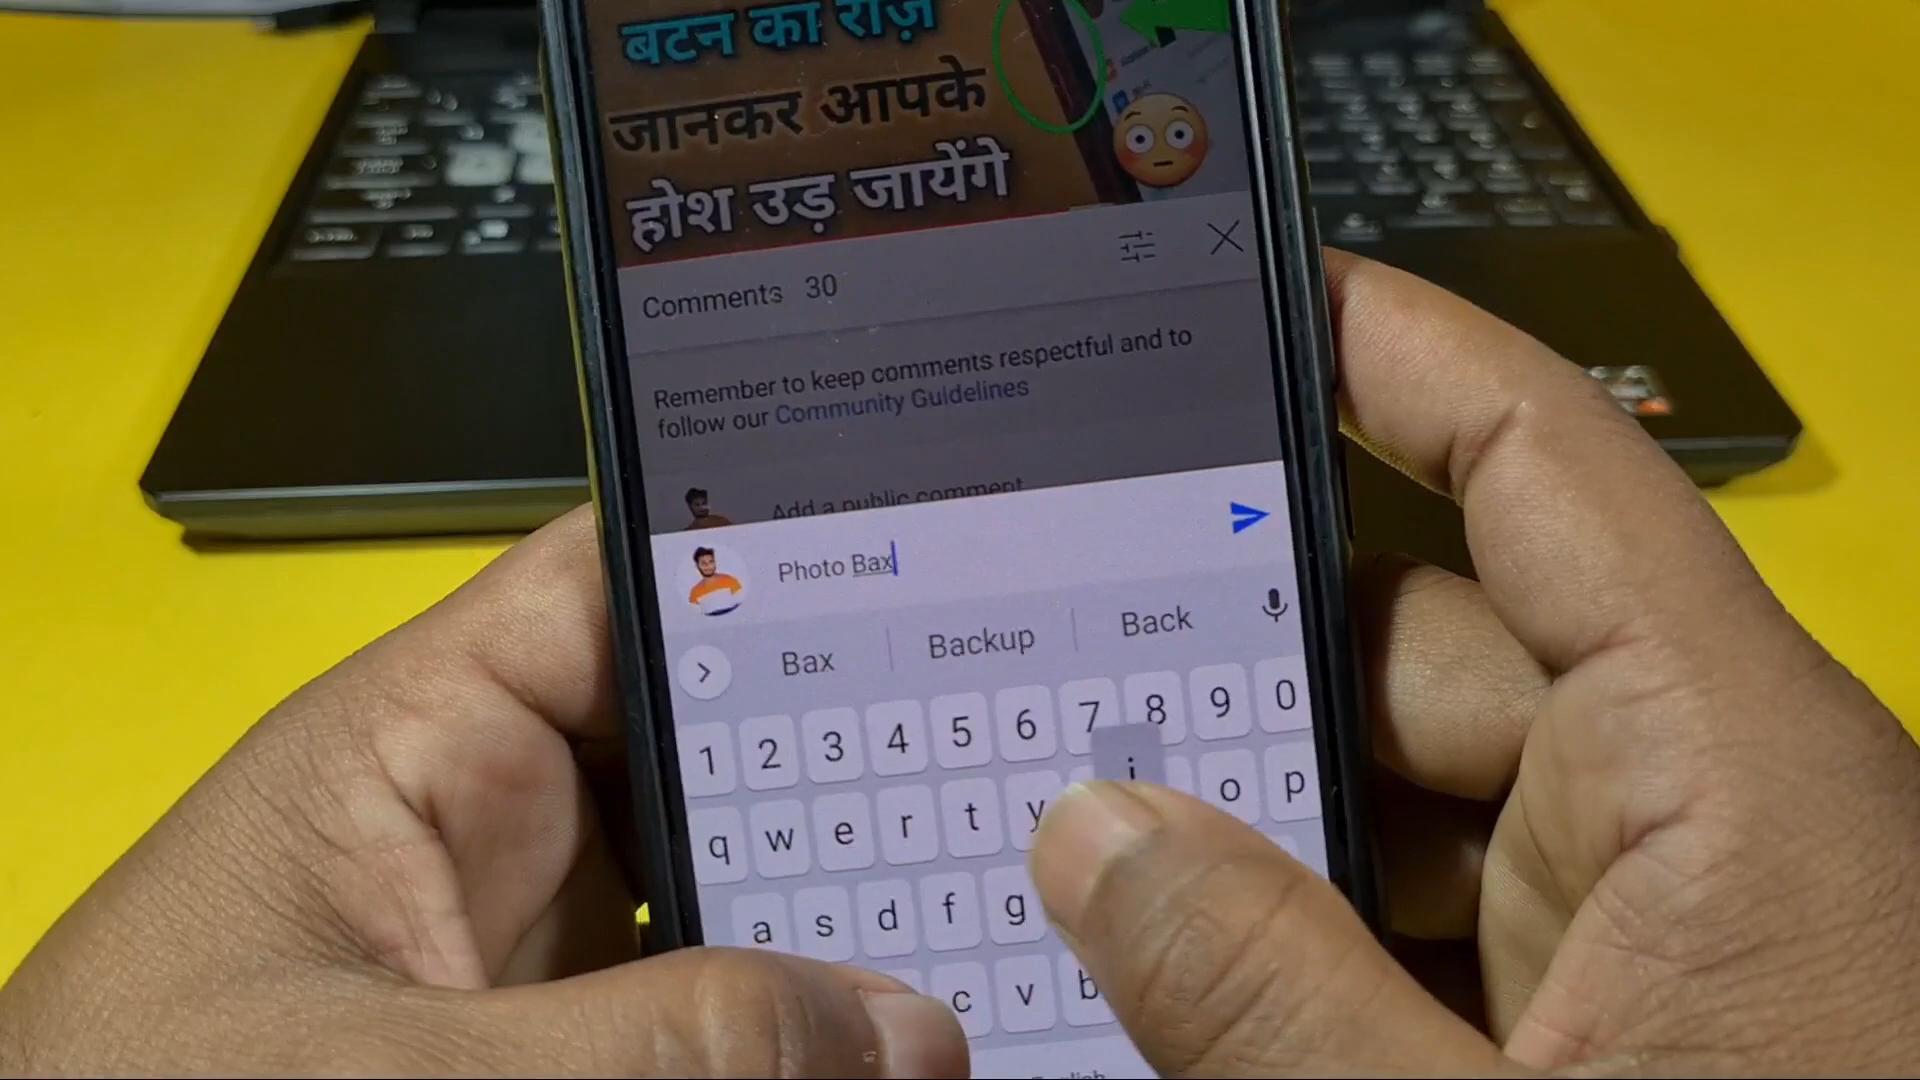 बटन का राज़
जानकर आपके
होश उड़ जायेंगे
Comments 30
Remember to keep comments respectful and to
follow our Community Guidelines
Add a public comment
Photo Bax
Bax Backup Back
1 2 3 4 5 6 7 8 9 0
q w e r t y i o p
a s d f g
c v b